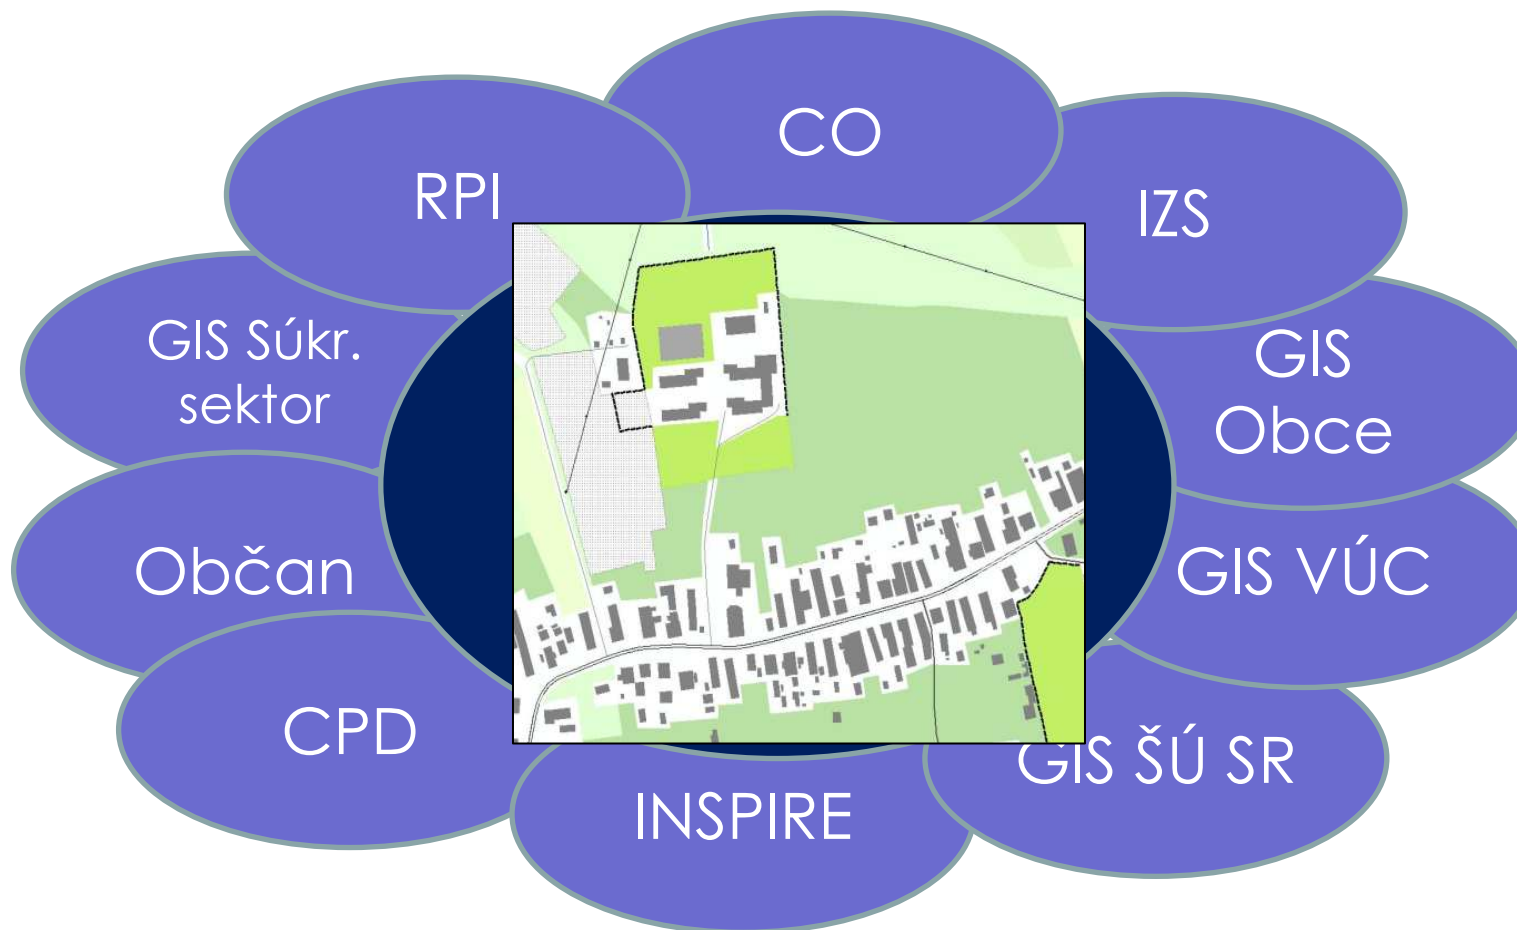 CO
RPI
IZS
GIS Súkr.
sektor
GIS
Obce
Občan
GIS VÚC
CPD
GIS ŠÚ SR
INSPIRE